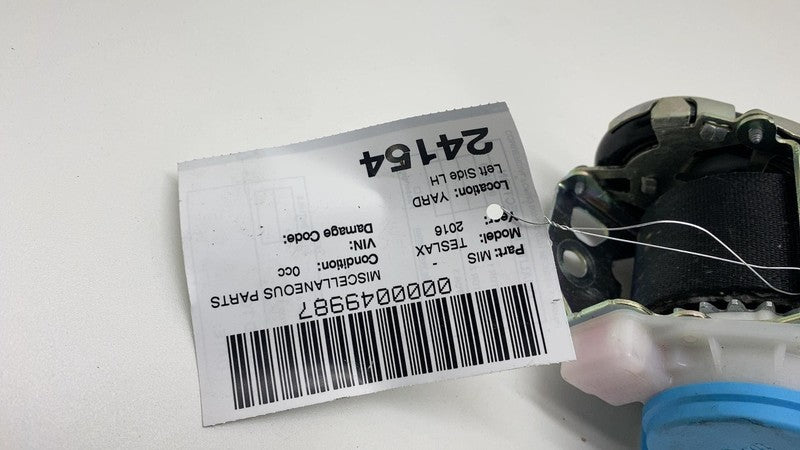 0000049987
MISCELLANEOUS PARTS
Part: MIS -
Condition: 0cc
Model: TESLAX
VIN:
Year: 2016
Damage Code:
Location: YARD
Left Side LH
24154